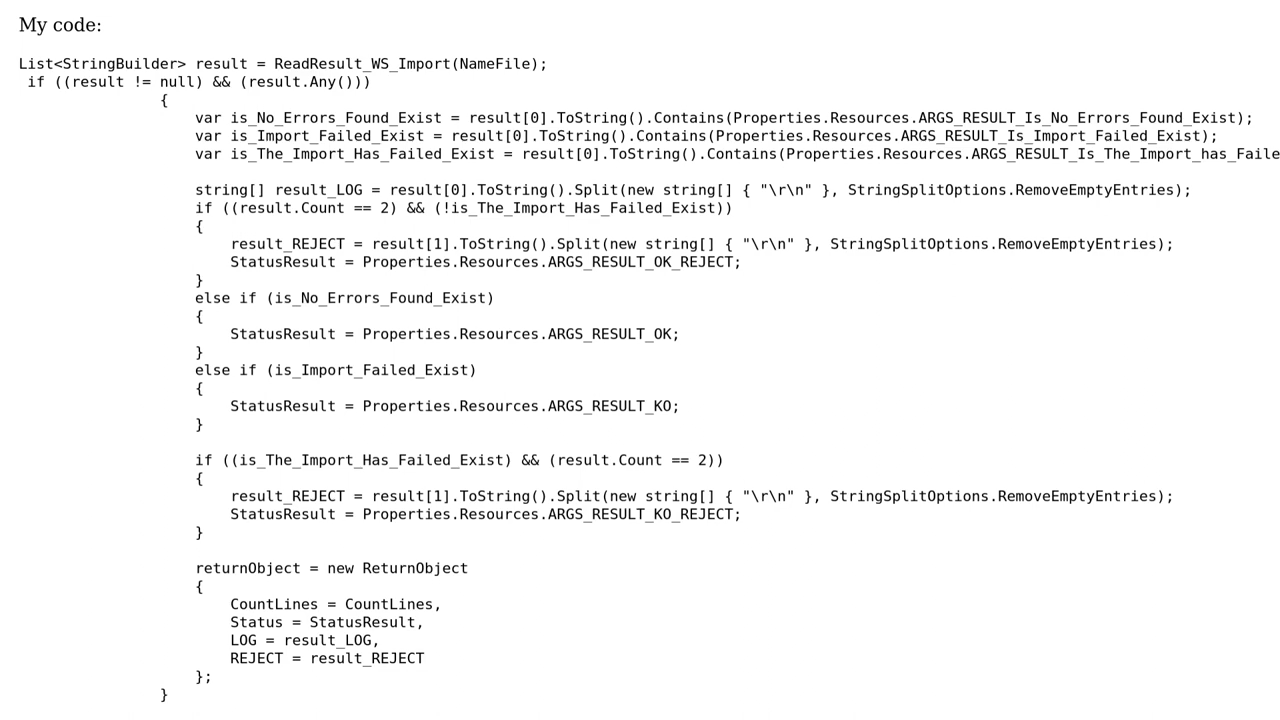 My code:
List<StringBuilder> result = ReadResult_WS_Import(NameFile);
 if ((result != null) && (result.Any()))
                {
                    var is_No_Errors_Found_Exist = result[0].ToString().Contains(Properties.Resources.ARGS_RESULT_Is_No_Errors_Found_Exist);
                    var is_Import_Failed_Exist = result[0].ToString().Contains(Properties.Resources.ARGS_RESULT_Is_Import_Failed_Exist);
                    var is_The_Import_Has_Failed_Exist = result[0].ToString().Contains(Properties.Resources.ARGS_RESULT_Is_The_Import_has_Faile

                    string[] result_LOG = result[0].ToString().Split(new string[] { "\r\n" }, StringSplitOptions.RemoveEmptyEntries);
                    if ((result.Count == 2) && (!is_The_Import_Has_Failed_Exist))
                    {
                        result_REJECT = result[1].ToString().Split(new string[] { "\r\n" }, StringSplitOptions.RemoveEmptyEntries);
                        StatusResult = Properties.Resources.ARGS_RESULT_OK_REJECT;
                    }
                    else if (is_No_Errors_Found_Exist)
                    {
                        StatusResult = Properties.Resources.ARGS_RESULT_OK;
                    }
                    else if (is_Import_Failed_Exist)
                    {
                        StatusResult = Properties.Resources.ARGS_RESULT_KO;
                    }

                    if ((is_The_Import_Has_Failed_Exist) && (result.Count == 2))
                    {
                        result_REJECT = result[1].ToString().Split(new string[] { "\r\n" }, StringSplitOptions.RemoveEmptyEntries);
                        StatusResult = Properties.Resources.ARGS_RESULT_KO_REJECT;
                    }

                    returnObject = new ReturnObject
                    {
                        CountLines = CountLines,
                        Status = StatusResult,
                        LOG = result_LOG,
                        REJECT = result_REJECT
                    };
                }